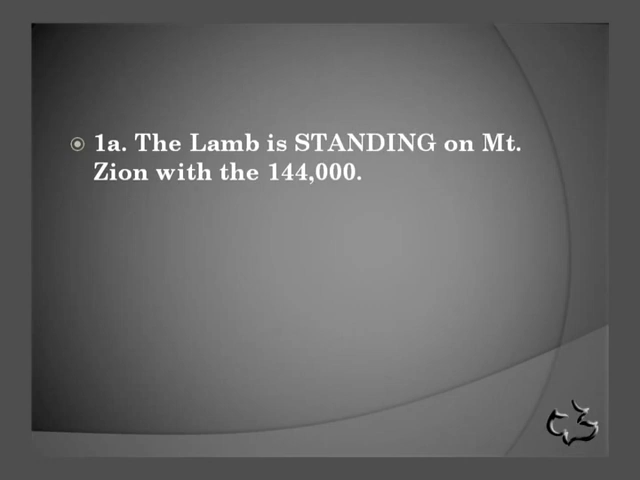 1a. The Lamb is STANDING on Mt.
Zion with the 144,000.